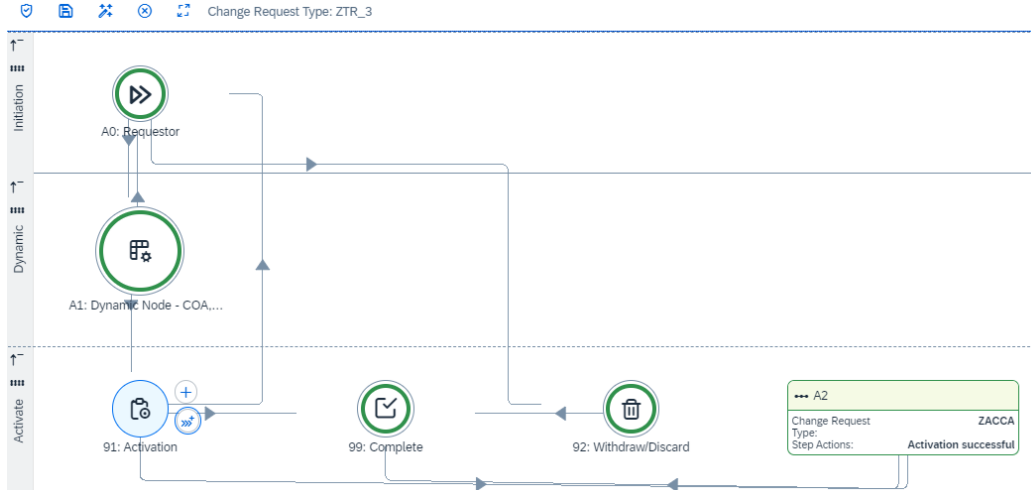 Change Request Type: ZTR_3
Initiation
A0: Requestor
Dynamic
A1: Dynamic Node - COA,...
Activate
91: Activation
99: Complete
92: Withdraw/Discard
A2
Change Request Type: ZACCA
Step Actions: Activation successful